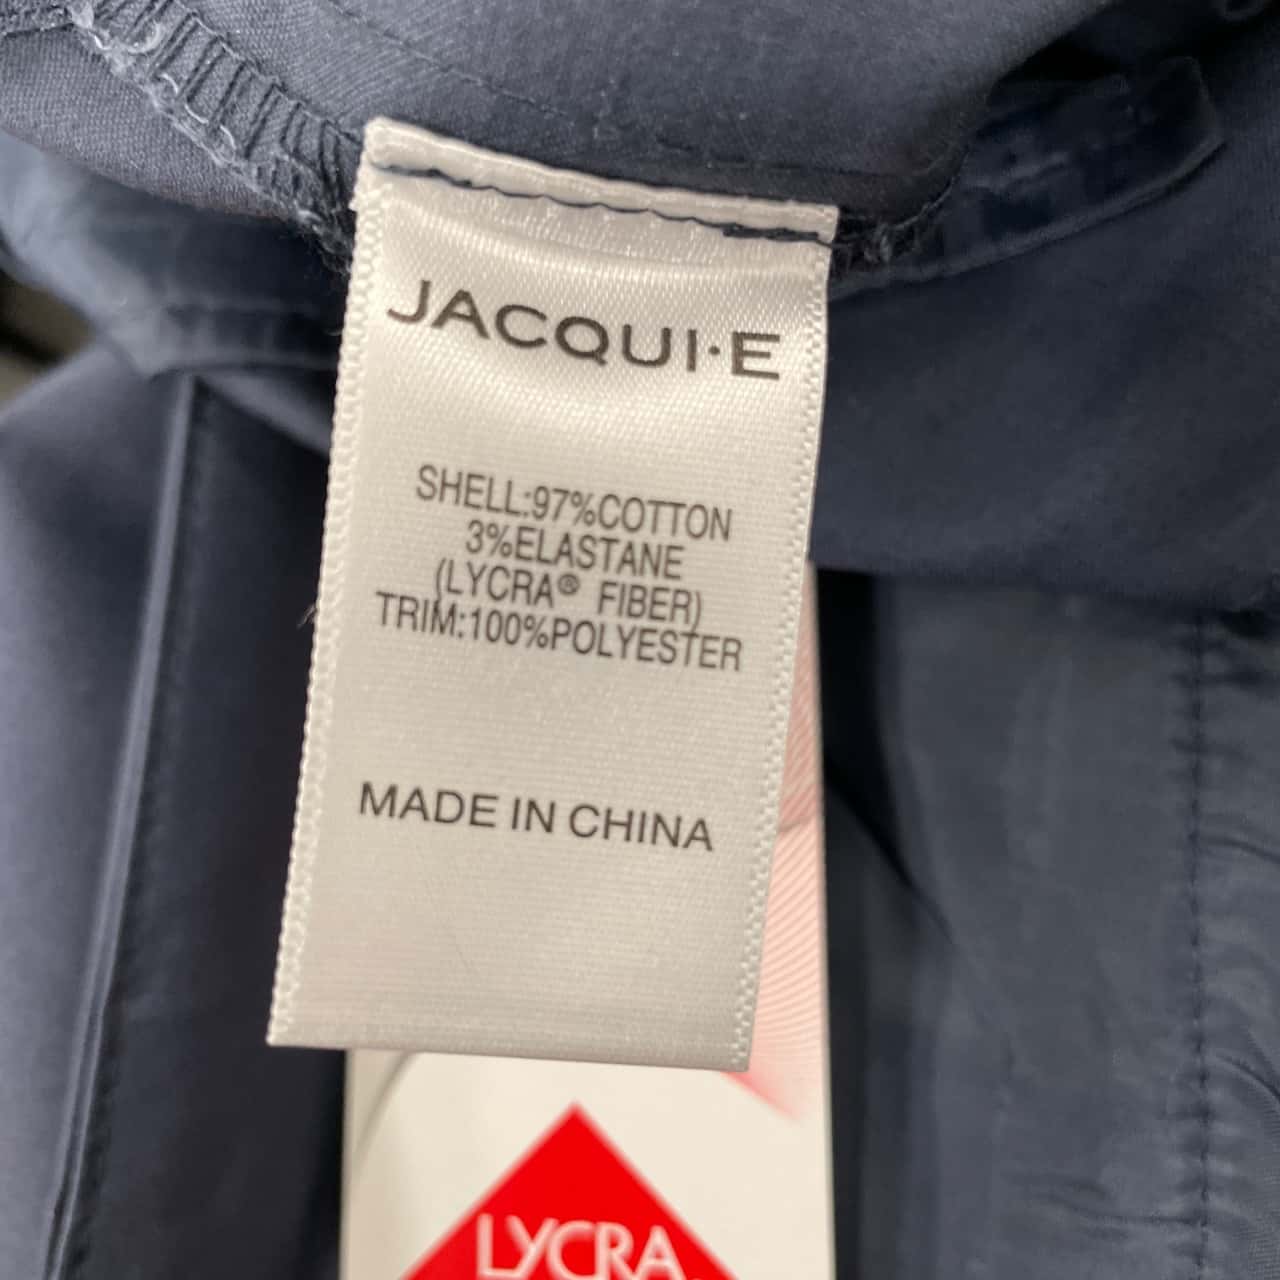 JACQUI·E
SHELL:97%COTTON
3%ELASTANE
(LYCRA® FIBER)
TRIM:100%POLYESTER
MADE IN CHINA
LYCRA